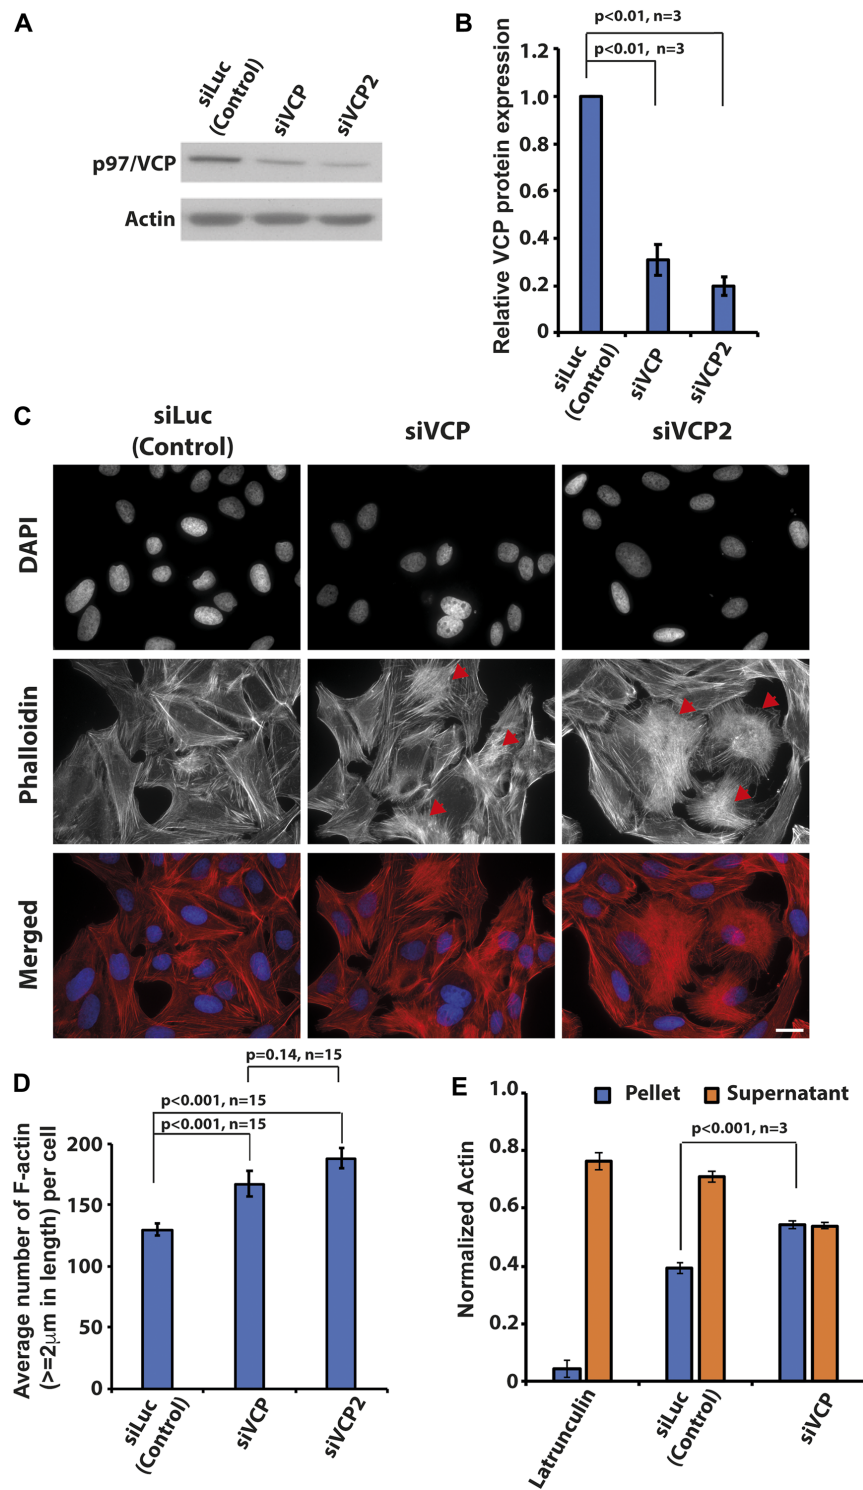 A
siLuc
(Control)
siVCP
siVCP2
p97/VCP
Actin
B
p<0.01, n=3
p<0.01, n=3
Relative VCP protein expression
1.2
1.0
0.8
0.6
0.4
0.2
0
siLuc
(Control)
siVCP
siVCP2
C
siLuc
(Control)
siVCP
siVCP2
DAPI
Phalloidin
Merged
D
p=0.14, n=15
p<0.001, n=15
p<0.001, n=15
Average number of F-actin
(>=2μm in length) per cell
200
150
100
50
0
siLuc
(Control)
siVCP
siVCP2
E
Pellet
Supernatant
p<0.001, n=3
Normalized Actin
1.0
0.8
0.6
0.4
0.2
0
Latrunculin
siLuc
(Control)
siVCP